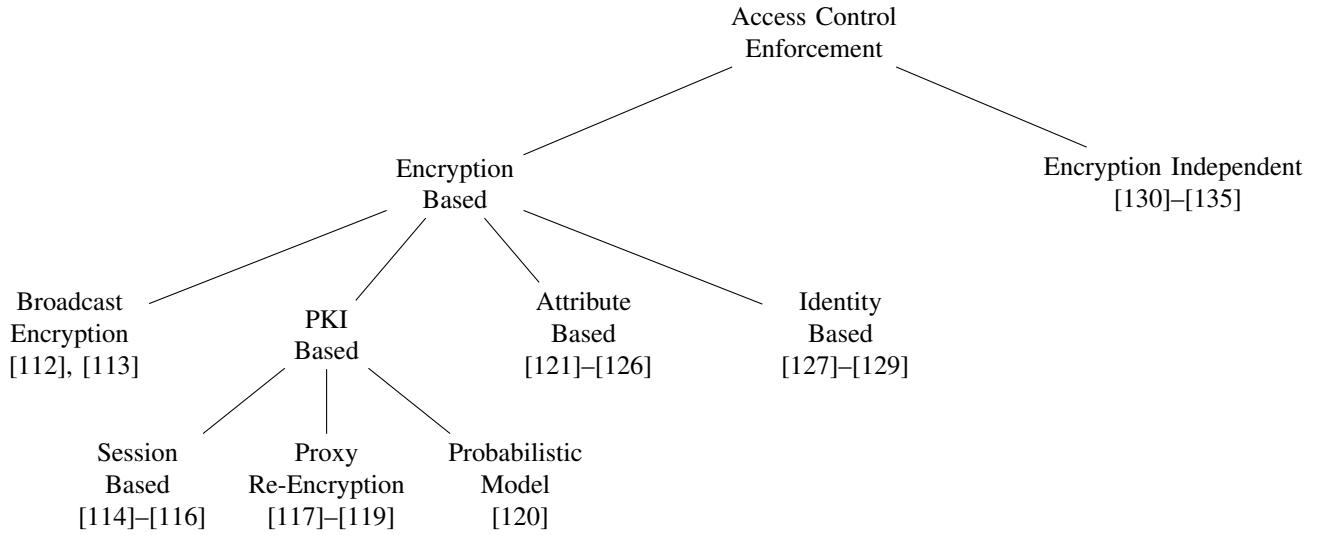 Access Control
Enforcement
Encryption
Based
Encryption Independent
[130]–[135]
Broadcast
Encryption
[112], [113]
PKI
Based
Attribute
Based
[121]–[126]
Identity
Based
[127]–[129]
Session
Based
[114]–[116]
Proxy
Re-Encryption
[117]–[119]
Probabilistic
Model
[120]